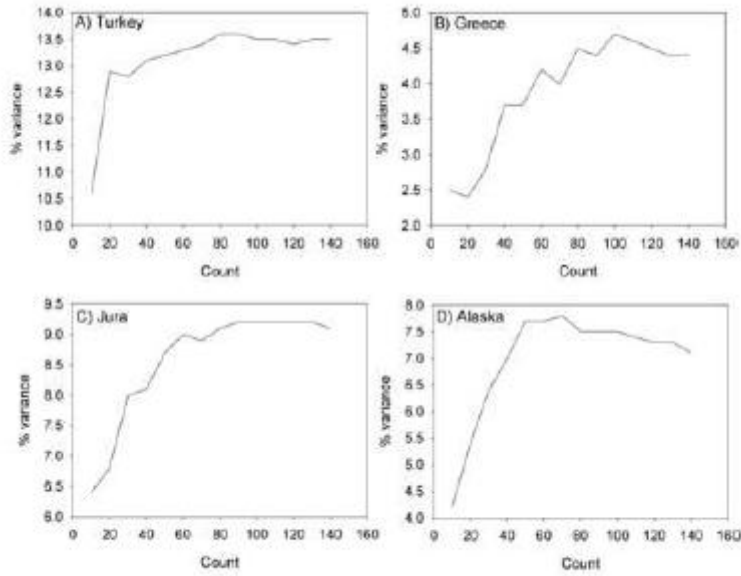 A) Turkey
% variance
14.0
13.5
13.0
12.5
12.0
11.5
11.0
10.5
10.0
0 20 40 60 80 100 120 140 160
Count
B) Greece
% variance
5.0
4.5
4.0
3.5
3.0
2.5
2.0
0 20 40 60 80 100 120 140 160
Count
C) Jura
% variance
9.5
9.0
8.5
8.0
7.5
7.0
6.5
6.0
0 20 40 60 80 100 120 140 160
Count
D) Alaska
% variance
8.0
7.5
7.0
6.5
6.0
5.5
5.0
4.5
4.0
0 20 40 60 80 100 120 140 160
Count